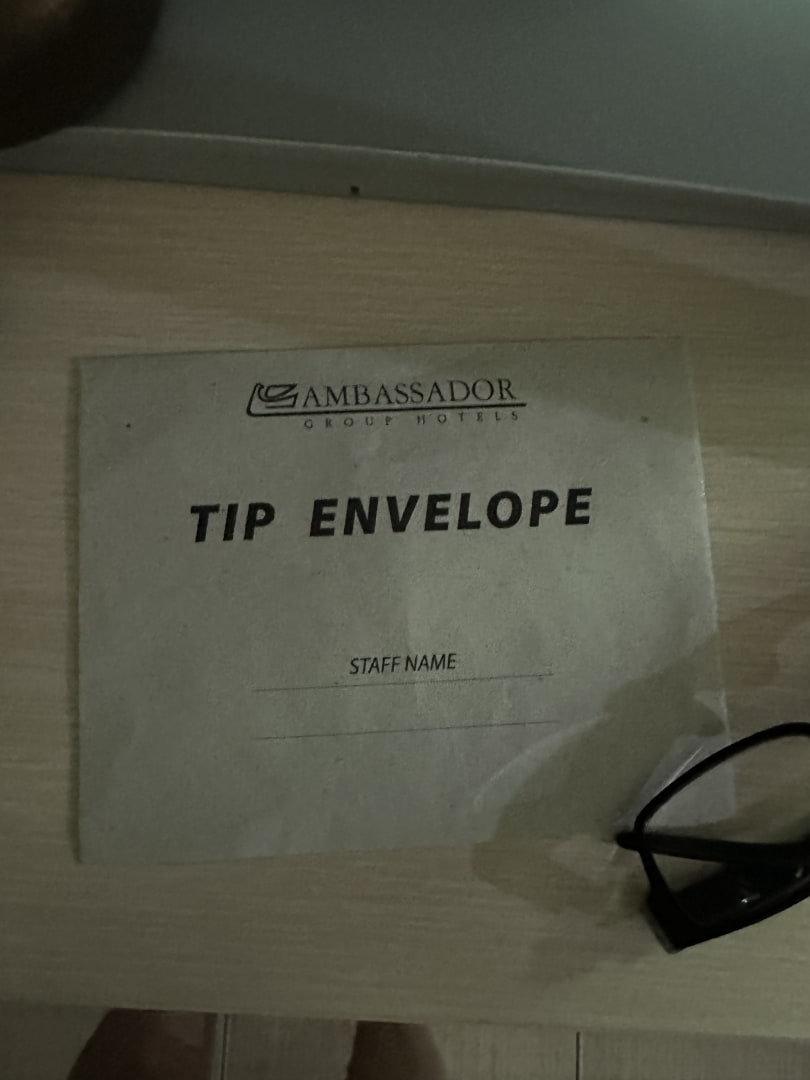 AMBASSADOR
GROUP HOTELS
TIP ENVELOPE
STAFF NAME